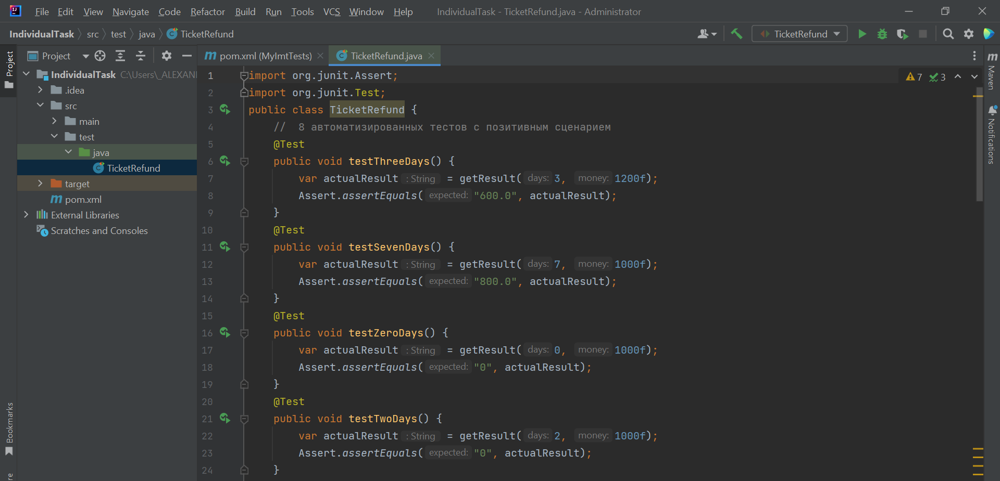 File Edit View Navigate Code Refactor Build Run Tools VCS Window Help IndividualTask - TicketRefund.java - Administrator
IndividualTask src test java TicketRefund TicketRefund
Project
Project
IndividualTask C:\Users\_ALEXAN
.idea
src
main
test
java
TicketRefund
target
pom.xml
External Libraries
Scratches and Consoles
Bookmarks
re
pom.xml (MyImtTests) TicketRefund.java
7 3
1 import org.junit.Assert;
2 import org.junit.Test;
3 public class TicketRefund {
4 // 8 автоматизированных тестов с позитивным сценарием
5 @Test
6 public void testThreeDays() {
7 var actualResult : String = getResult( days: 3, money: 1200f);
8 Assert.assertEquals( expected: "600.0", actualResult);
9 }
10 @Test
11 public void testSevenDays() {
12 var actualResult : String = getResult( days: 7, money: 1000f);
13 Assert.assertEquals( expected: "800.0", actualResult);
14 }
15 @Test
16 public void testZeroDays() {
17 var actualResult : String = getResult( days: 0, money: 1000f);
18 Assert.assertEquals( expected: "0", actualResult);
19 }
20 @Test
21 public void testTwoDays() {
22 var actualResult : String = getResult( days: 2, money: 1000f);
23 Assert.assertEquals( expected: "0", actualResult);
24 }
m
Maven
Notifications